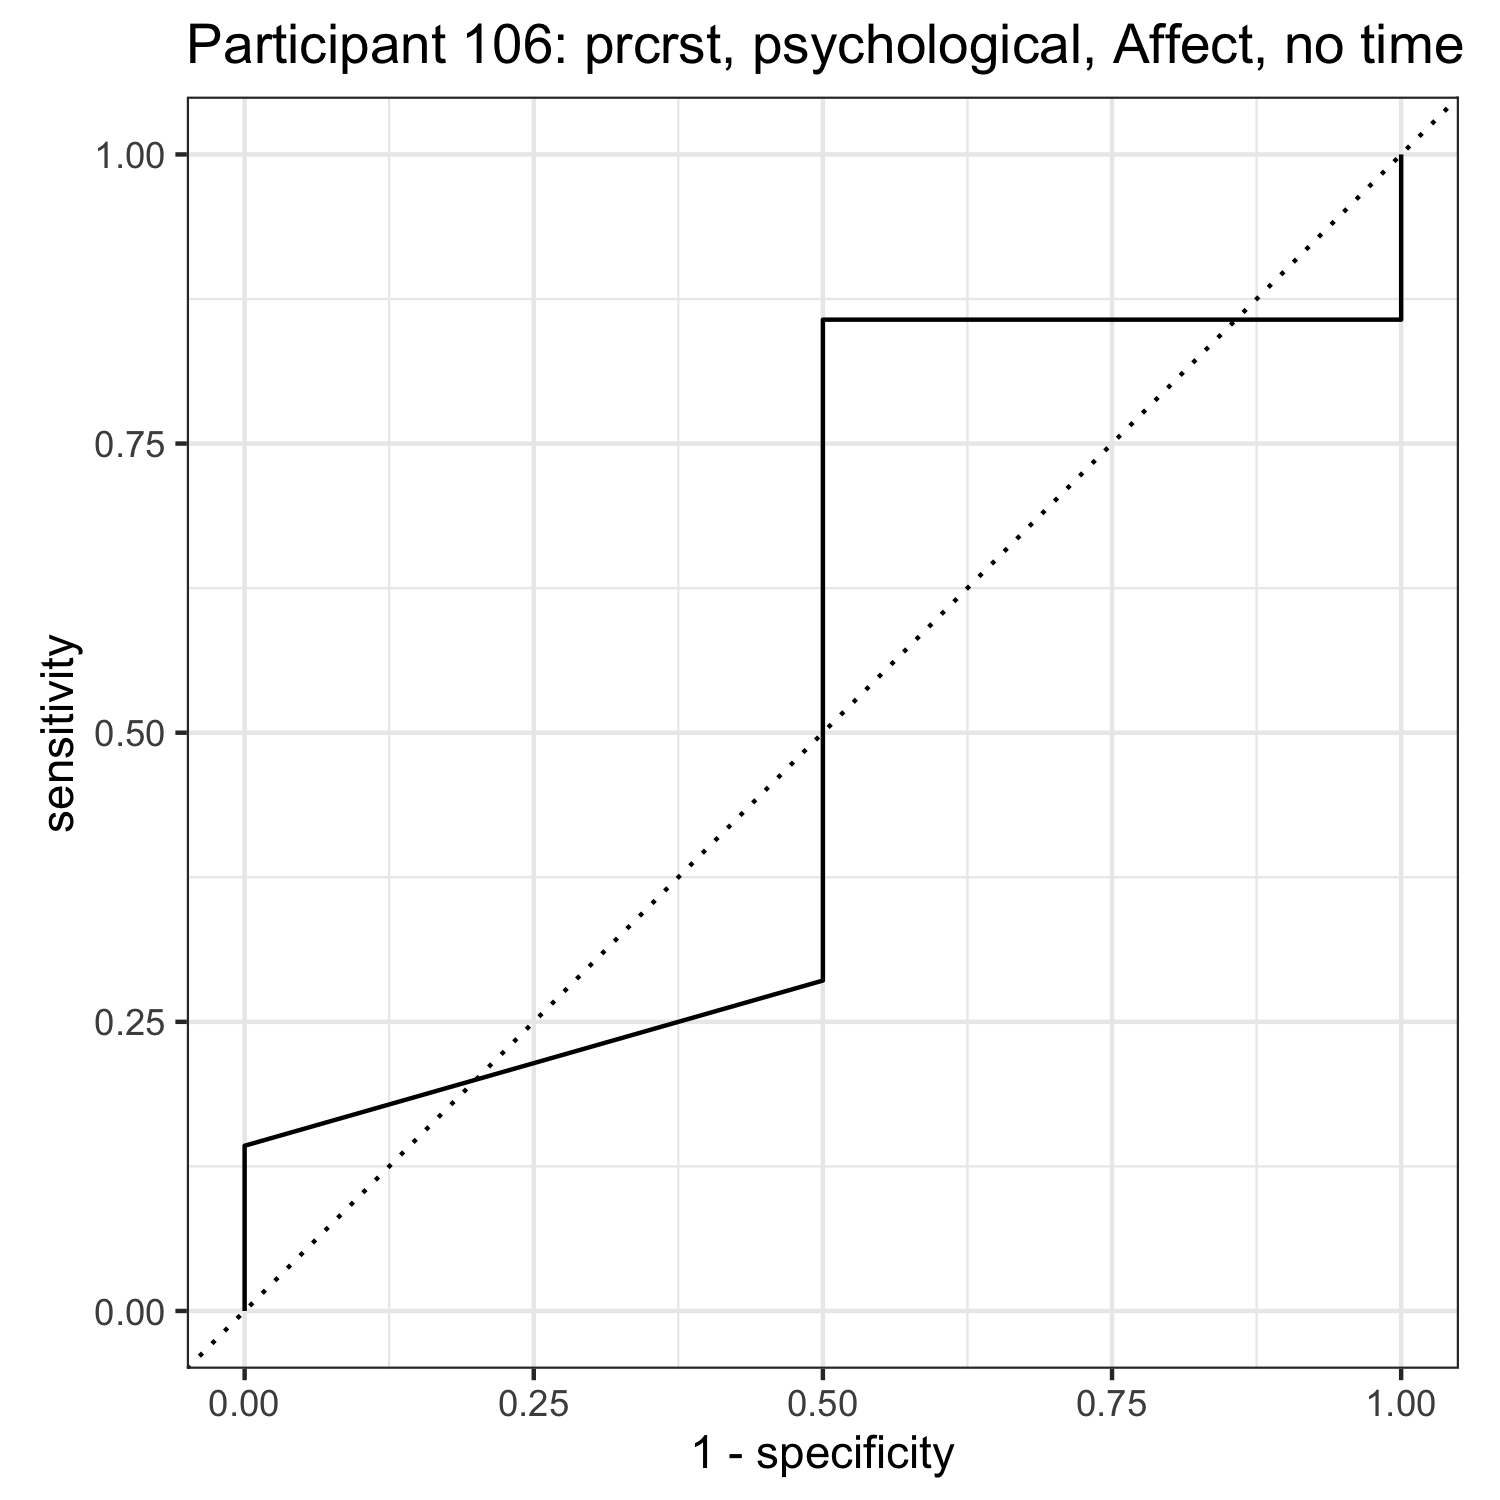 Participant 106: prcrst, psychological, Affect, no time
1.00
0.75
0.50
0.25
0.00
sensitivity
0.00 0.25 0.50 0.75 1.00
1 - specificity